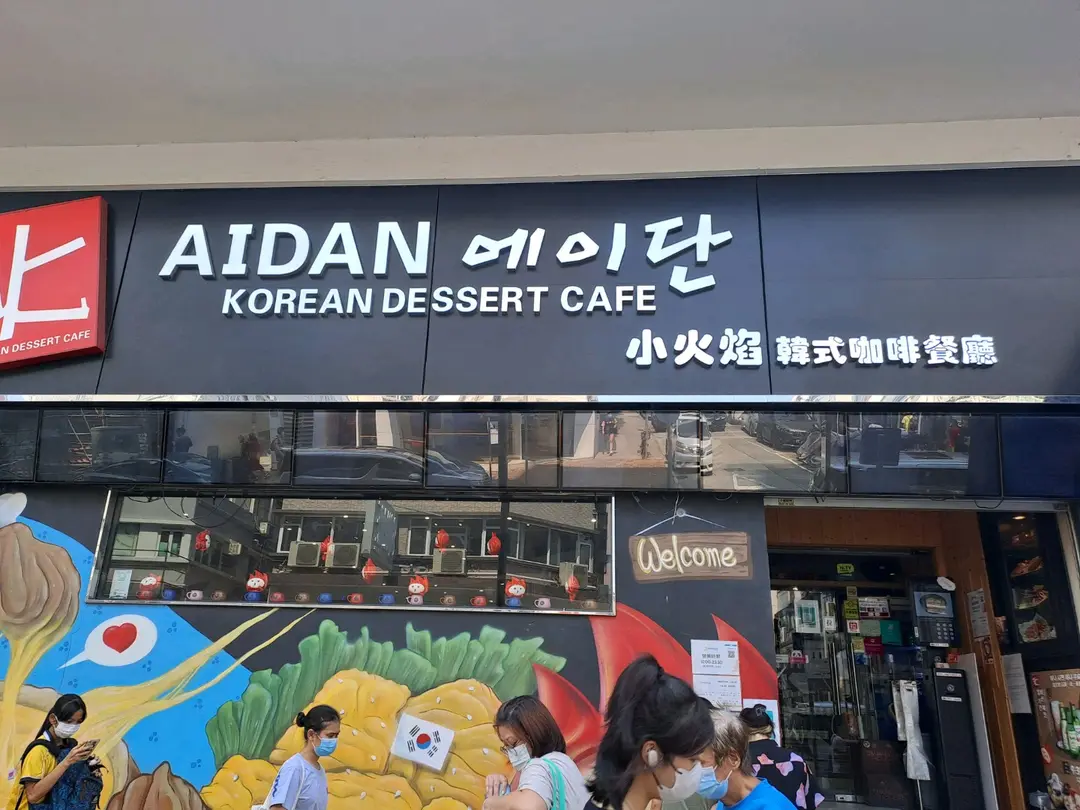 AIDAN 에이단
KOREAN DESSERT CAFE
小火焰 韓式咖啡餐廳
N DESSERT CAFE
Welcome